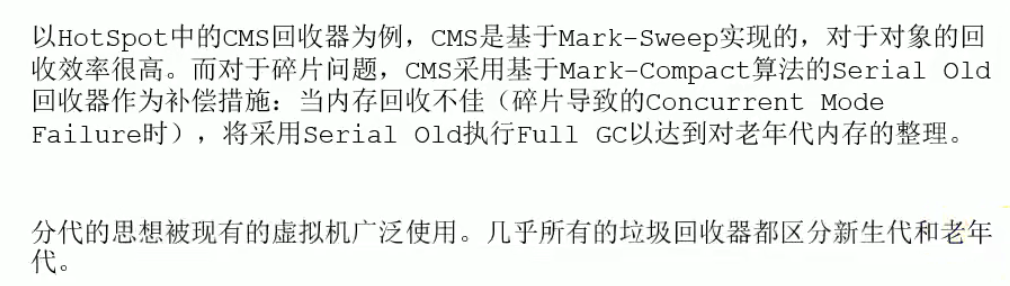 以HotSpot中的CMS回收器为例，CMS是基于Mark-Sweep实现的，对于对象的回
收效率很高。而对于碎片问题，CMS采用基于Mark-Compact算法的Serial Old
回收器作为补偿措施：当内存回收不佳（碎片导致的Concurrent Mode
Failure时），将采用Serial Old执行Full GC以达到对老年代内存的整理。
分代的思想被现有的虚拟机广泛使用。几乎所有的垃圾回收器都区分新生代和老年
代。